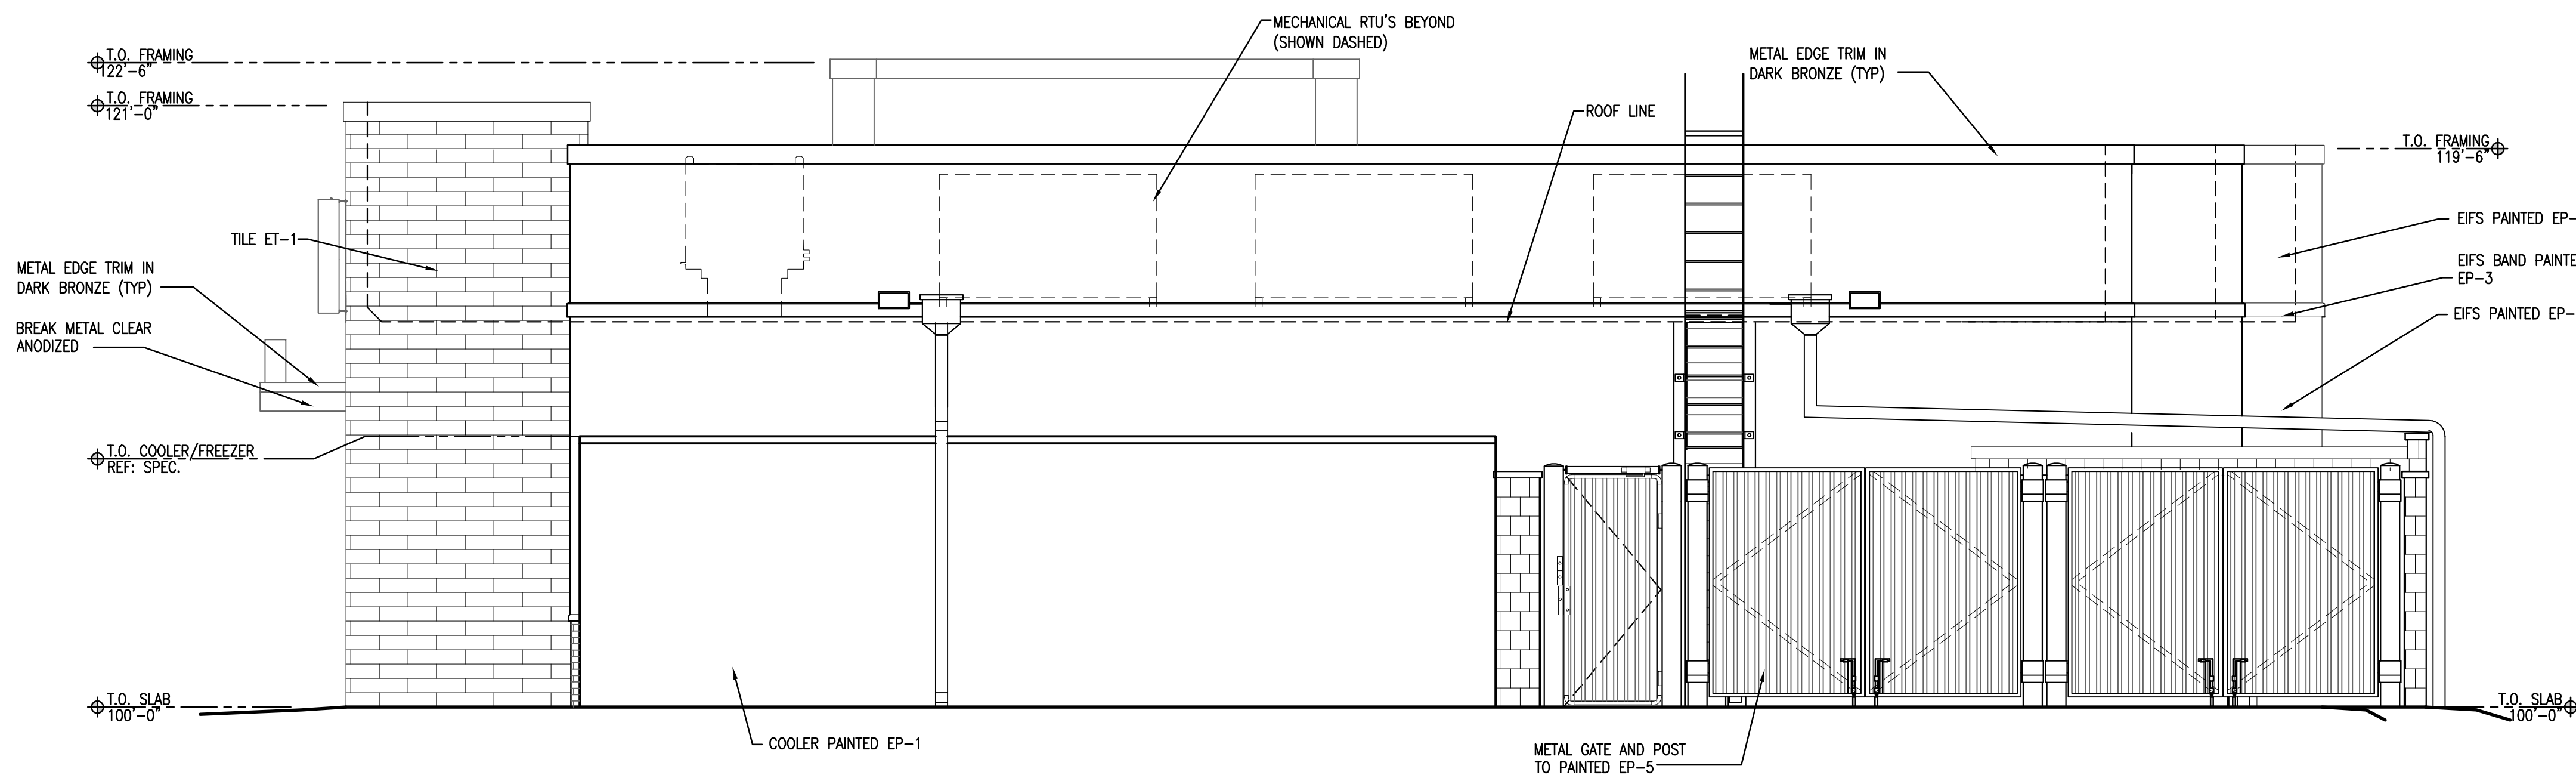 MECHANICAL RTU'S BEYOND
(SHOWN DASHED)
METAL EDGE TRIM IN
DARK BRONZE (TYP)
T.O. FRAMING
122'-6"
T.O. FRAMING
121'-0"
ROOF LINE
T.O. FRAMING
119'-6"
EIFS PAINTED EP-
TILE ET-1
METAL EDGE TRIM IN
DARK BRONZE (TYP)
EIFS BAND PAINTE
EP-3
EIFS PAINTED EP-
BREAK METAL CLEAR
ANODIZED
T.O. COOLER/FREEZER
REF: SPEC.
T.O. SLAB
100'-0"
T.O. SLAB
100'-0"
COOLER PAINTED EP-1
METAL GATE AND POST
TO PAINTED EP-5